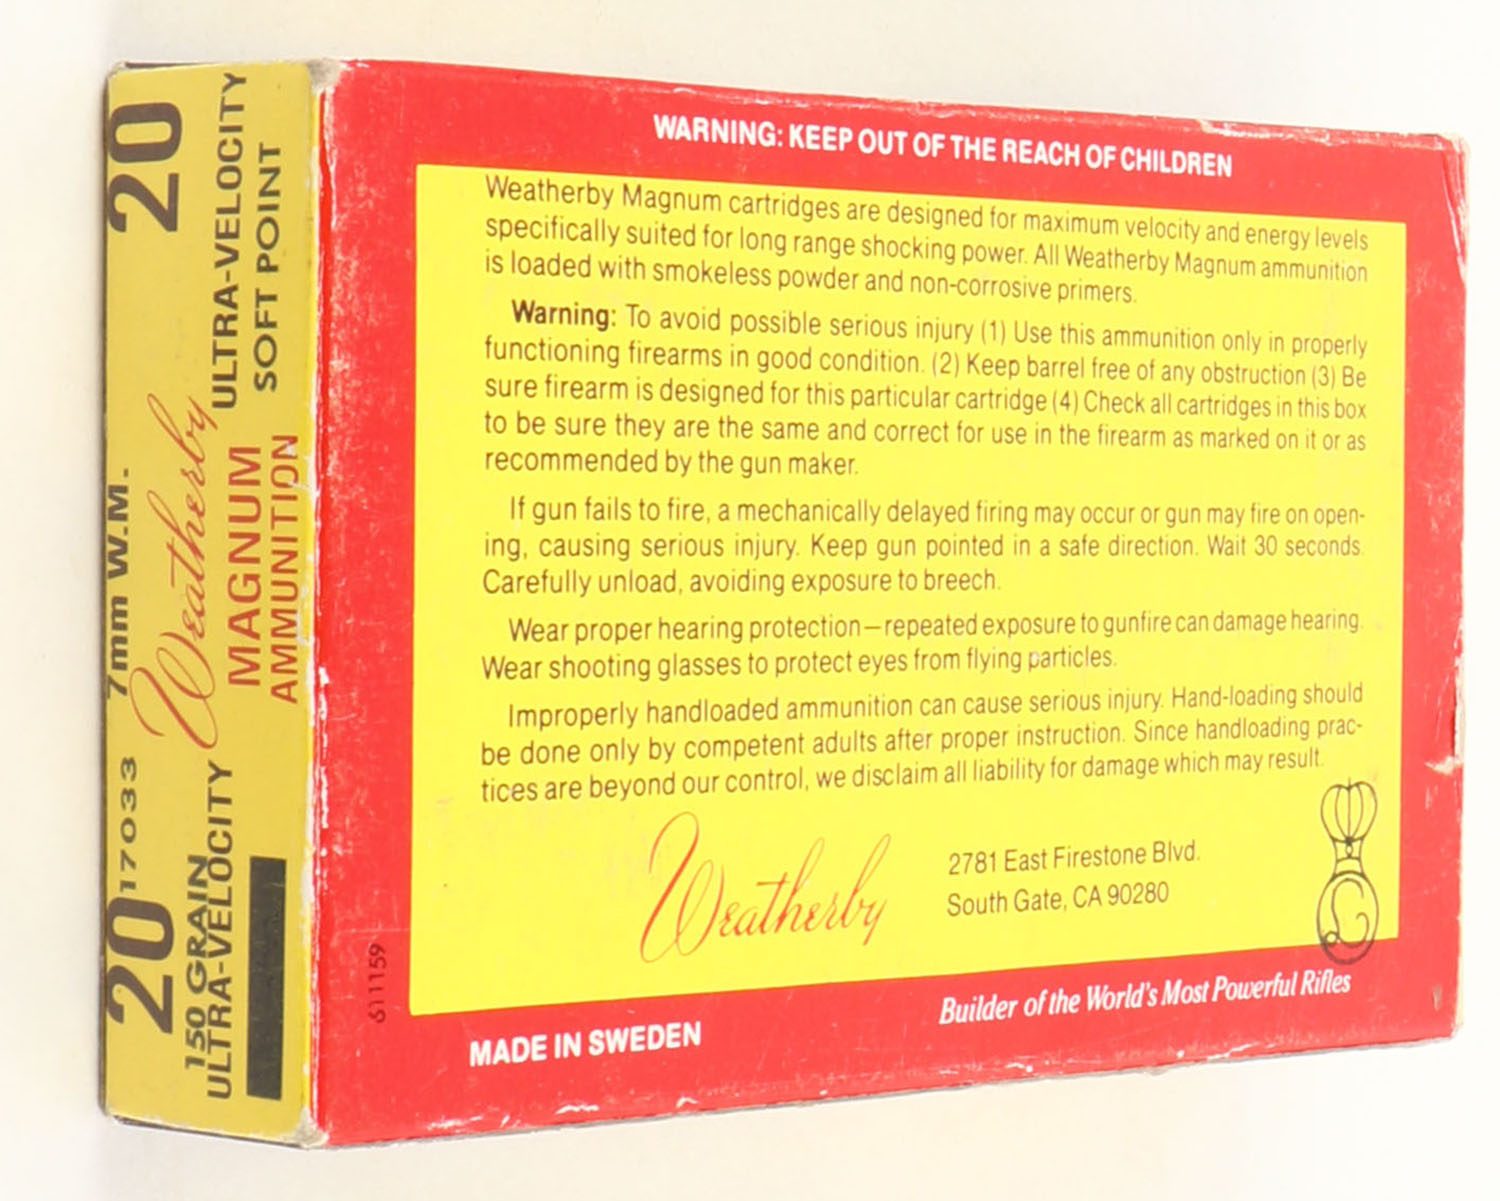 20
17033
7mm W.M.
20
150 GRAIN
ULTRA-VELOCITY
Weatherby
MAGNUM
AMMUNITION
ULTRA-VELOCITY
SOFT POINT
WARNING: KEEP OUT OF THE REACH OF CHILDREN
Weatherby Magnum cartridges are designed for maximum velocity and energy levels
specifically suited for long range shocking power. All Weatherby Magnum ammunition
is loaded with smokeless powder and non-corrosive primers.
Warning: To avoid possible serious injury (1) Use this ammunition only in properly
functioning firearms in good condition. (2) Keep barrel free of any obstruction (3) Be
sure firearm is designed for this particular cartridge (4) Check all cartridges in this box
to be sure they are the same and correct for use in the firearm as marked on it or as
recommended by the gun maker.
If gun fails to fire, a mechanically delayed firing may occur or gun may fire on open-
ing, causing serious injury. Keep gun pointed in a safe direction. Wait 30 seconds.
Carefully unload, avoiding exposure to breech.
Wear proper hearing protection—repeated exposure to gunfire can damage hearing.
Wear shooting glasses to protect eyes from flying particles.
Improperly handloaded ammunition can cause serious injury. Hand-loading should
be done only by competent adults after proper instruction. Since handloading prac-
tices are beyond our control, we disclaim all liability for damage which may result.
Weatherby
2781 East Firestone Blvd.
South Gate, CA 90280
611159
MADE IN SWEDEN
Builder of the World's Most Powerful Rifles